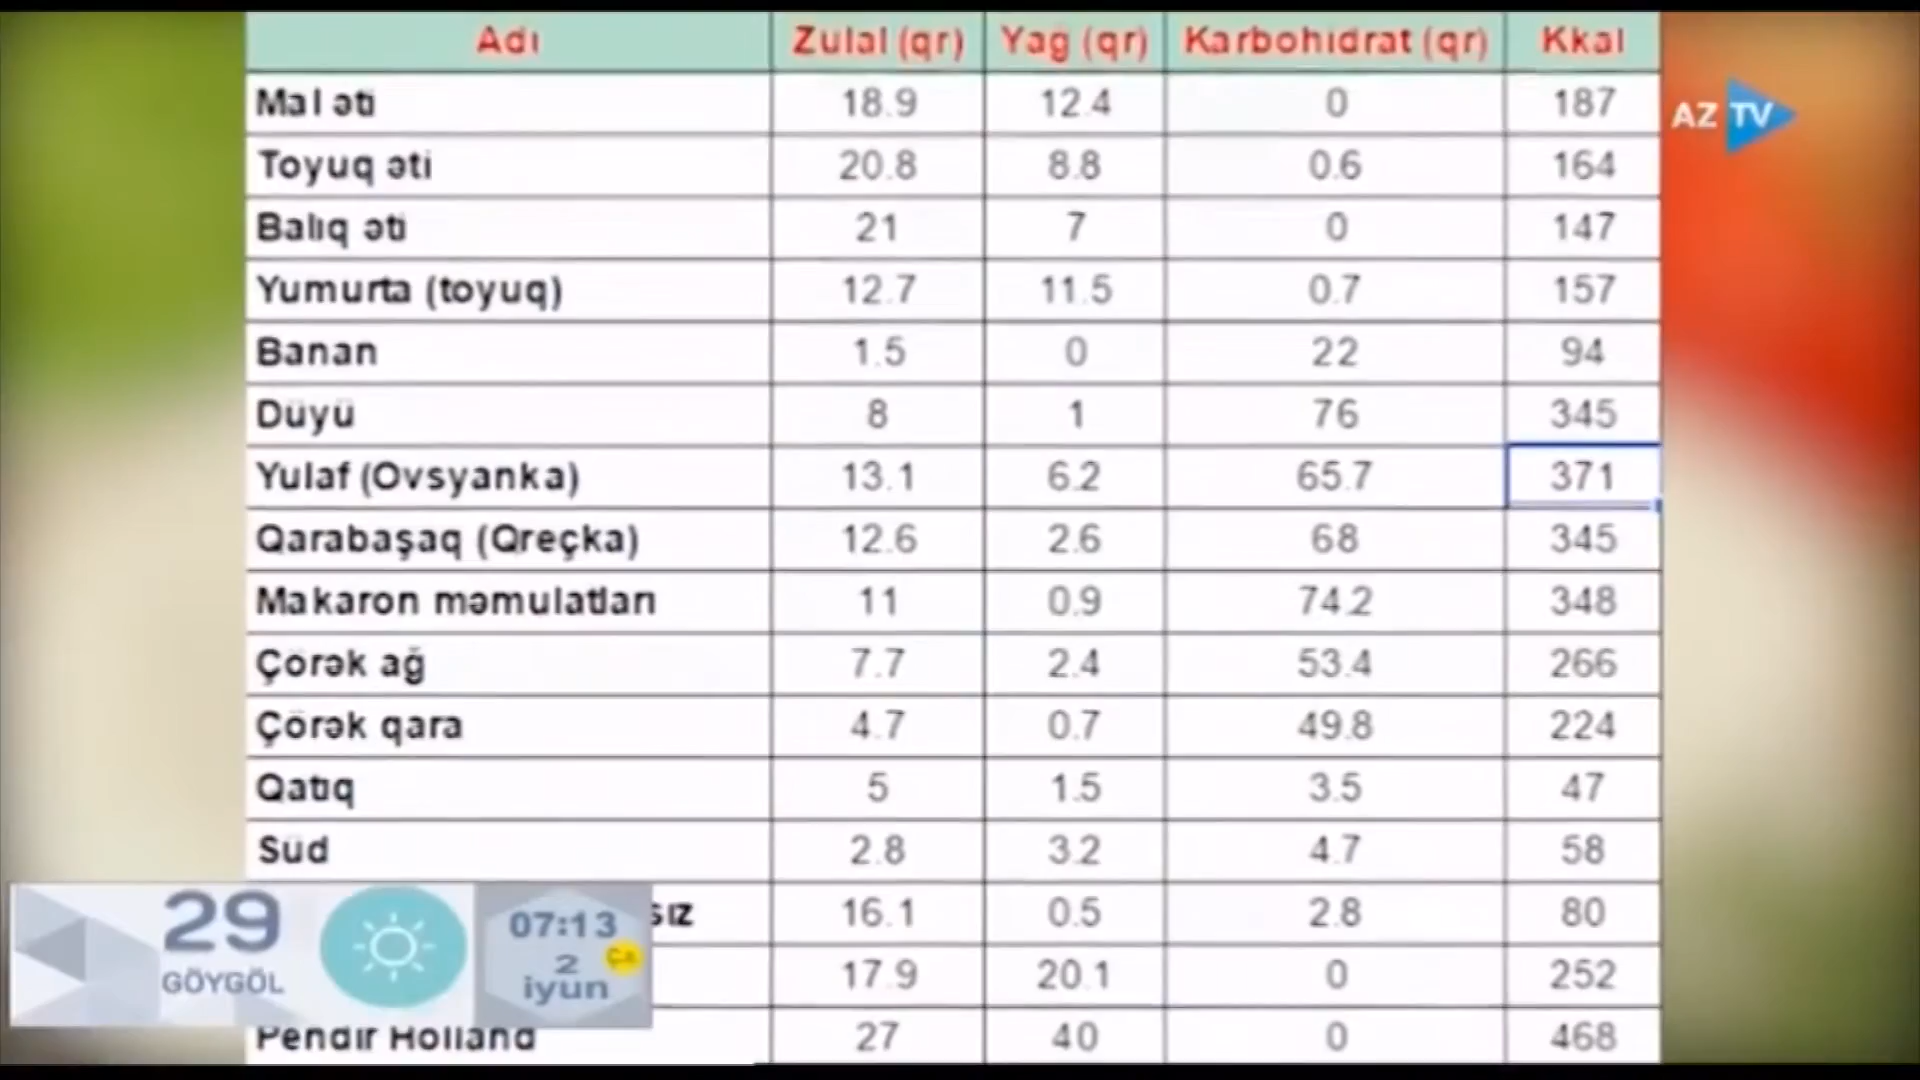 Adı Zulal (qr) Yağ (qr) Karbohidrat (qr) Kkal
Mal əti 18.9 12.4 0 187
Toyuq əti 20.8 8.8 0.6 164
Balıq əti 21 7 0 147
Yumurta (toyuq) 12.7 11.5 0.7 157
Banan 1.5 0 22 94
Düyü 8 1 76 345
Yulaf (Ovsyanka) 13.1 6.2 65.7 371
Qarabaşaq (Qreçka) 12.6 2.6 68 345
Makaron məmulatları 11 0.9 74.2 348
Çörək ağ 7.7 2.4 53.4 266
Çörək qara 4.7 0.7 49.8 224
Qatıq 5 1.5 3.5 47
Süd 2.8 3.2 4.7 58
sız 16.1 0.5 2.8 80
17.9 20.1 0 252
Pendir Holland 27 40 0 468
AZ TV
29
GÖYGÖL
07:13
2
Ç.A.
iyun